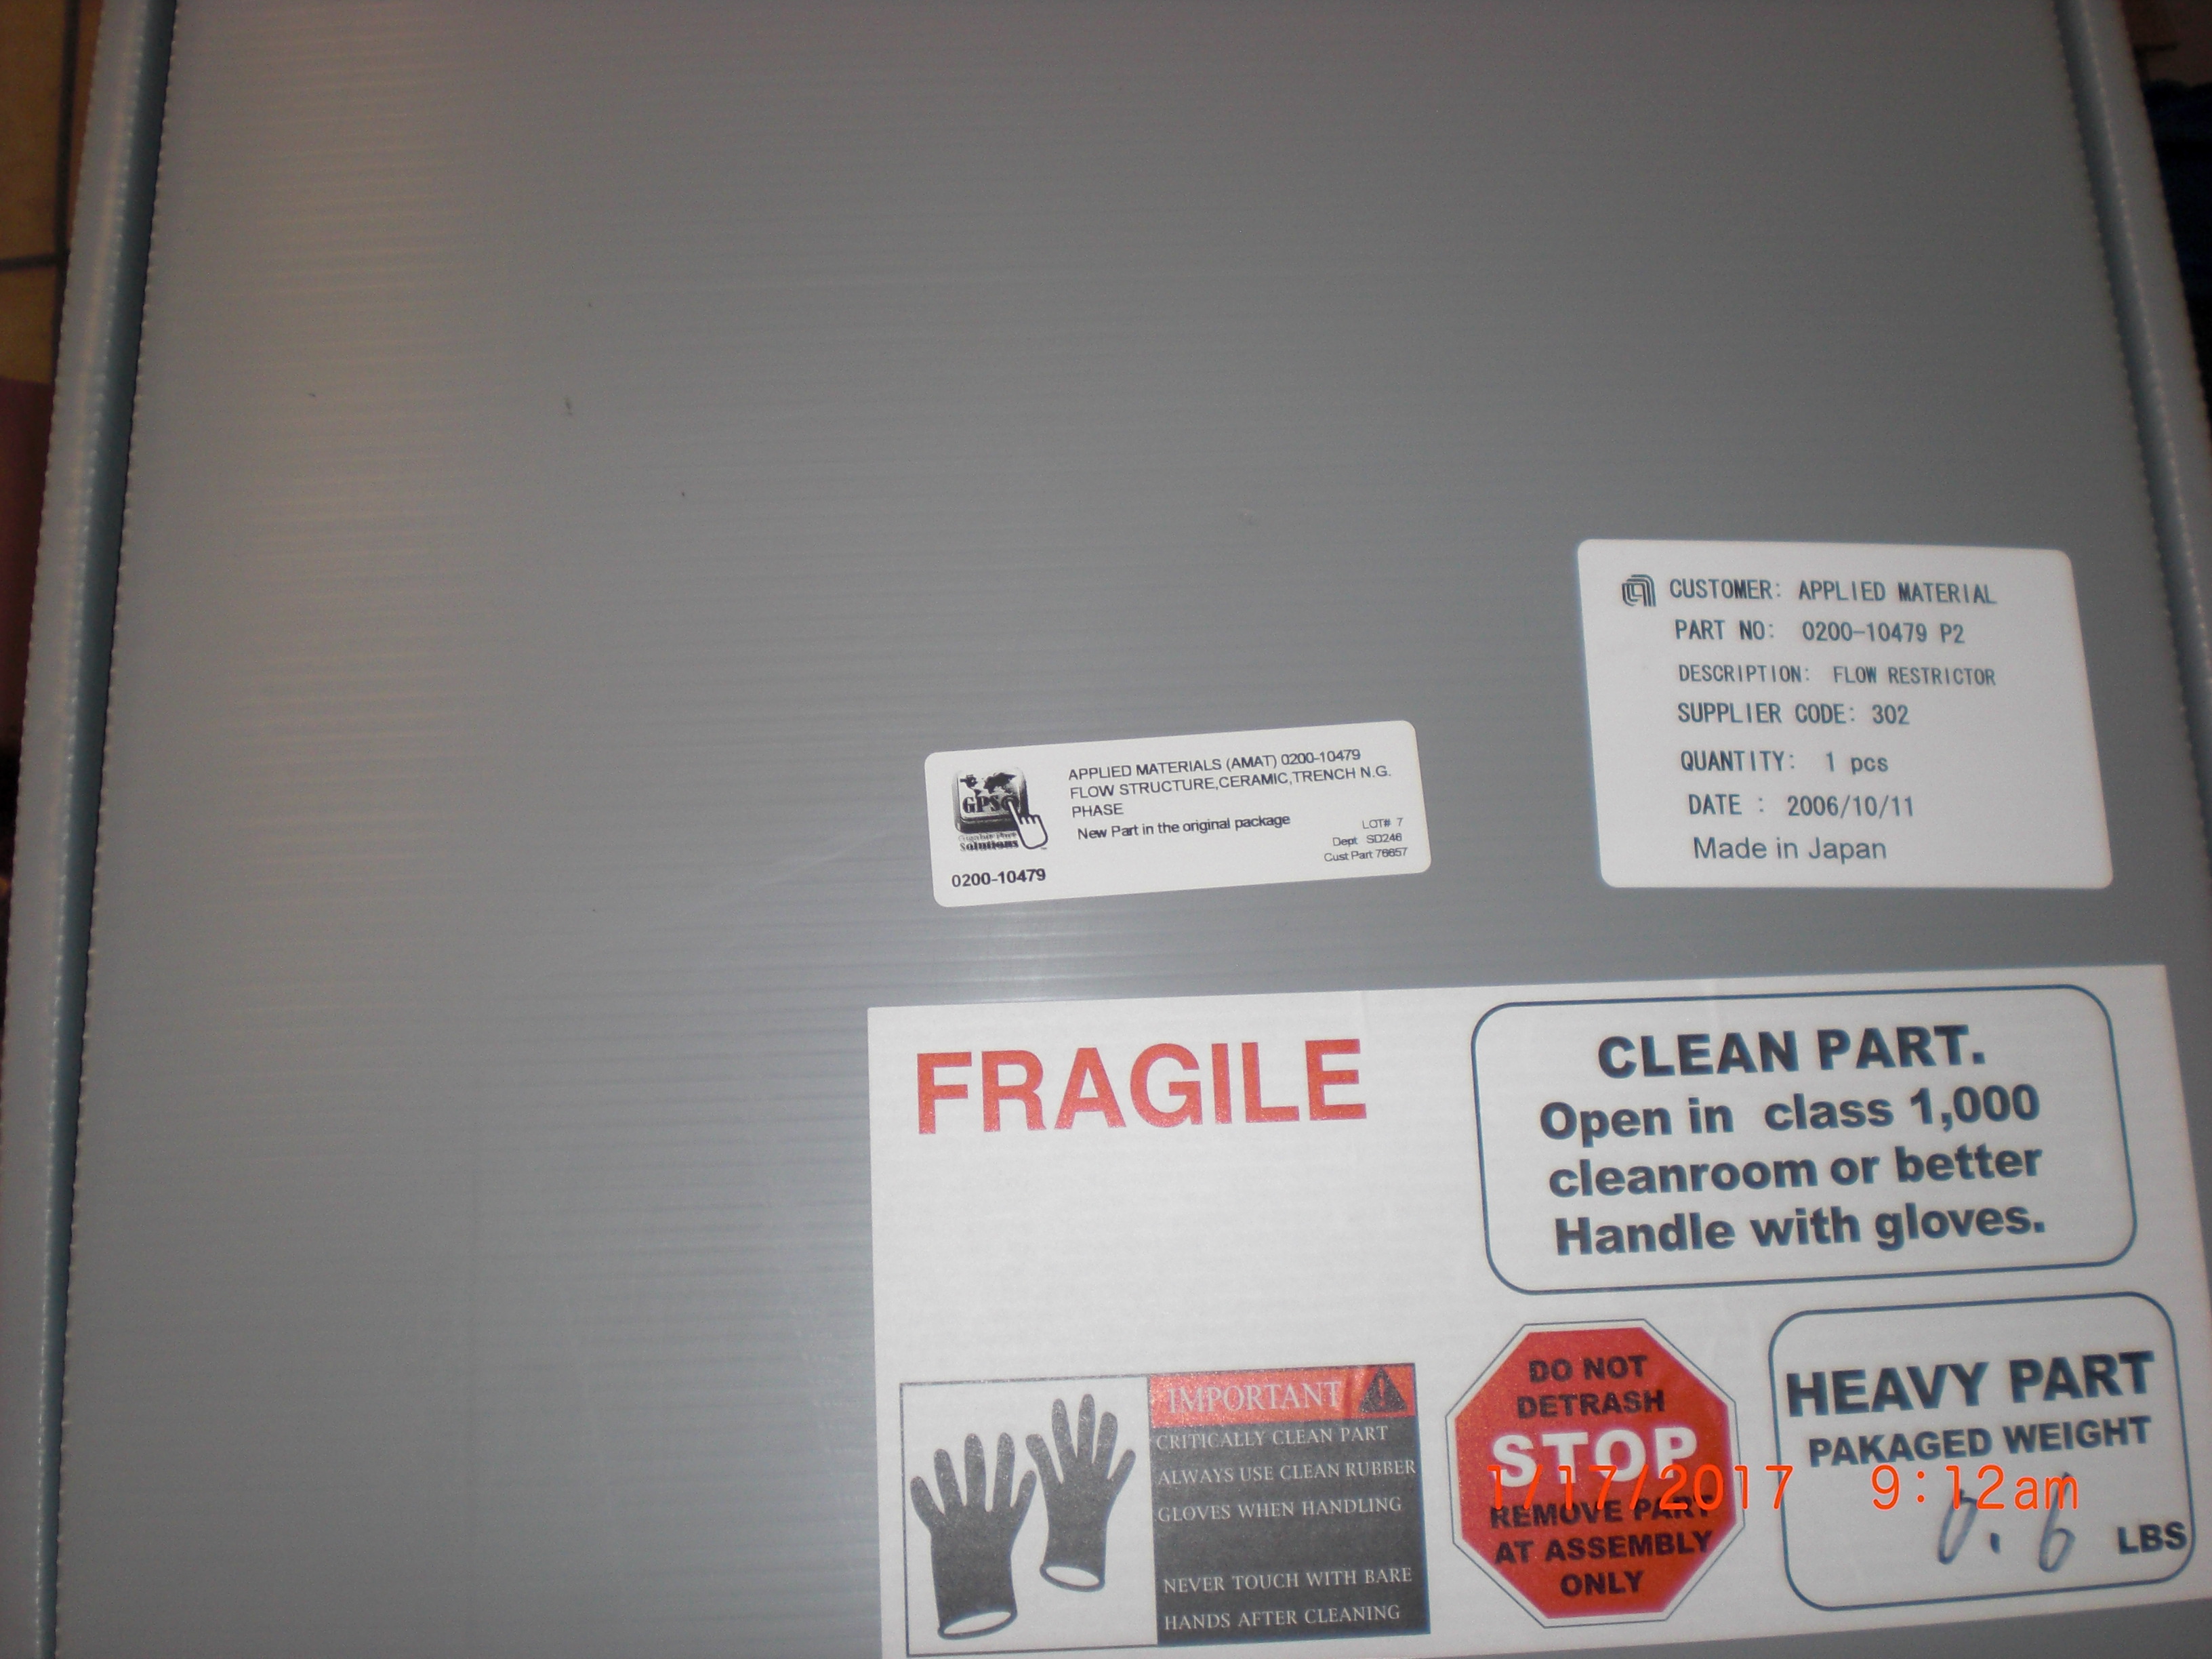 CUSTOMER: APPLIED MATERIAL
PART NO: 0200-10479 P2
DESCRIPTION: FLOW RESTRICTOR
SUPPLIER CODE: 302
QUANTITY: 1 pcs
DATE : 2006/10/11
Made in Japan
GPS
Solutions
0200-10479
APPLIED MATERIALS (AMAT) 0200-10479
FLOW STRUCTURE,CERAMIC,TRENCH N.G.
PHASE
New Part in the original package
LOT# 7
Dept SD246
Cust Part 78657
FRAGILE
CLEAN PART.
Open in class 1,000
cleanroom or better
Handle with gloves.
IMPORTANT
CRITICALLY CLEAN PART
ALWAYS USE CLEAN RUBBER
GLOVES WHEN HANDLING
NEVER TOUCH WITH BARE
HANDS AFTER CLEANING
DO NOT
DETRASH
STOP
REMOVE PART
AT ASSEMBLY
ONLY
HEAVY PART
PAKAGED WEIGHT
0.6 LBS
1/17/2017 9:12am